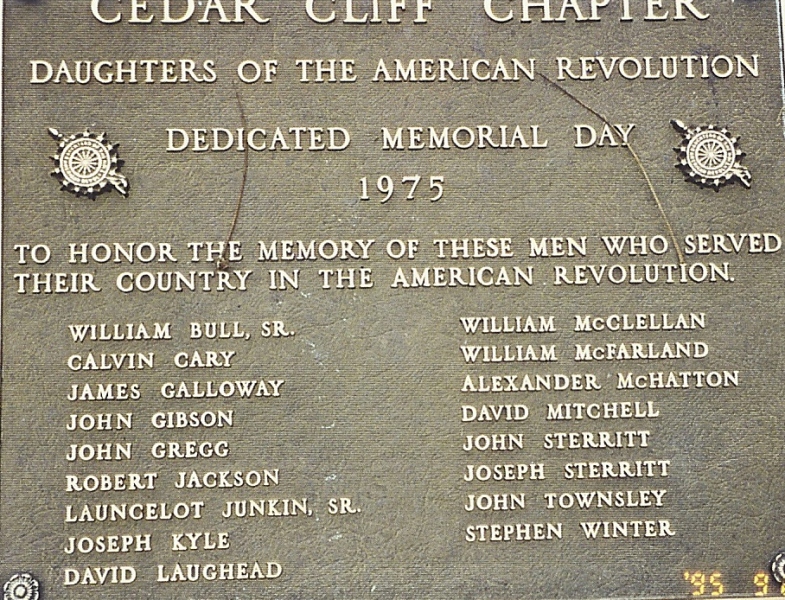 CEDAR CLIFF CHAPTER
DAUGHTERS OF THE AMERICAN REVOLUTION
DEDICATED MEMORIAL DAY
1975
TO HONOR THE MEMORY OF THESE MEN WHO SERVED
THEIR COUNTRY IN THE AMERICAN REVOLUTION.
WILLIAM BULL, SR.
CALVIN CARY
JAMES GALLOWAY
JOHN GIBSON
JOHN GREGG
ROBERT JACKSON
LAUNCELOT JUNKIN, SR.
JOSEPH KYLE
DAVID LAUGHEAD
WILLIAM McCLELLAN
WILLIAM McFARLAND
ALEXANDER McHATTON
DAVID MITCHELL
JOHN STERRITT
JOSEPH STERRITT
JOHN TOWNSLEY
STEPHEN WINTER
'95 9